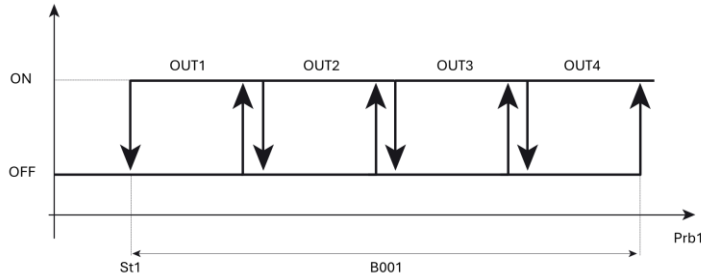 OUT1 OUT2 OUT3 OUT4
ON
OFF
Prb1
St1 B001